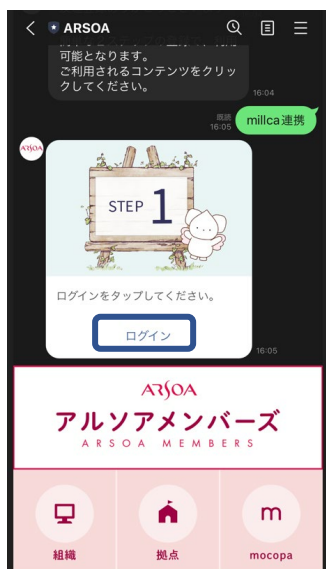 ARSOA
可能となります。
ご利用されるコンテンツをクリッ
クしてください。
16:04
既読
16:05
millca連携
ARSOA
STEP 1
ログインをタップしてください。
ログイン
16:05
ARSOA
アルソアメンバーズ
ARSOA MEMBERS
組織
拠点
m
mocopa